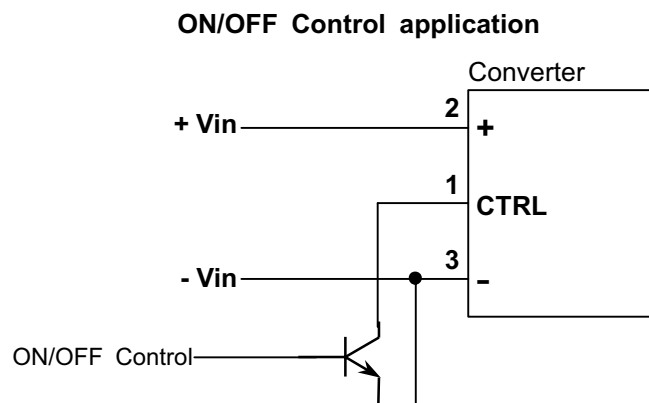 ON/OFF Control application
Converter
+ Vin
2
+
1
CTRL
- Vin
3
-
ON/OFF Control